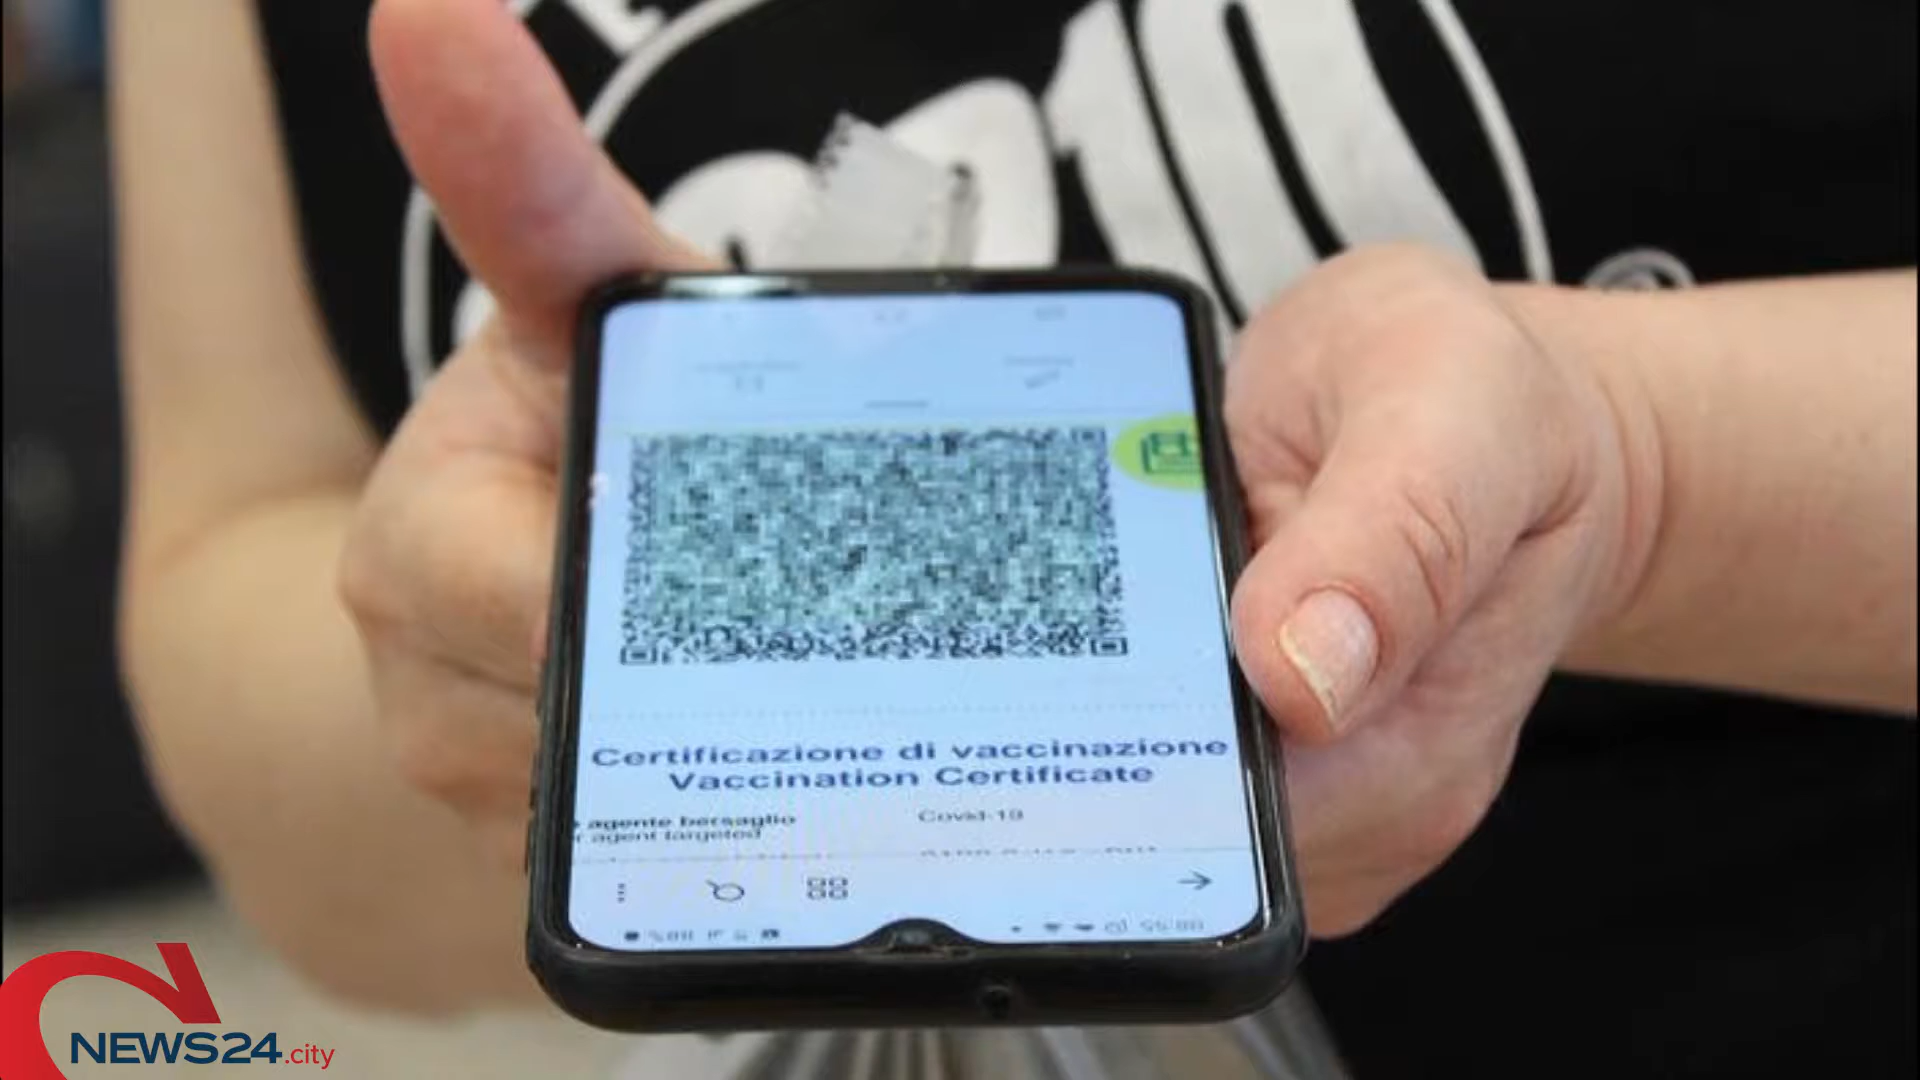 Certificazione di vaccinazione
Vaccination Certificate
agente bersaglio
agent targeted
Covid-19
NEWS24.city